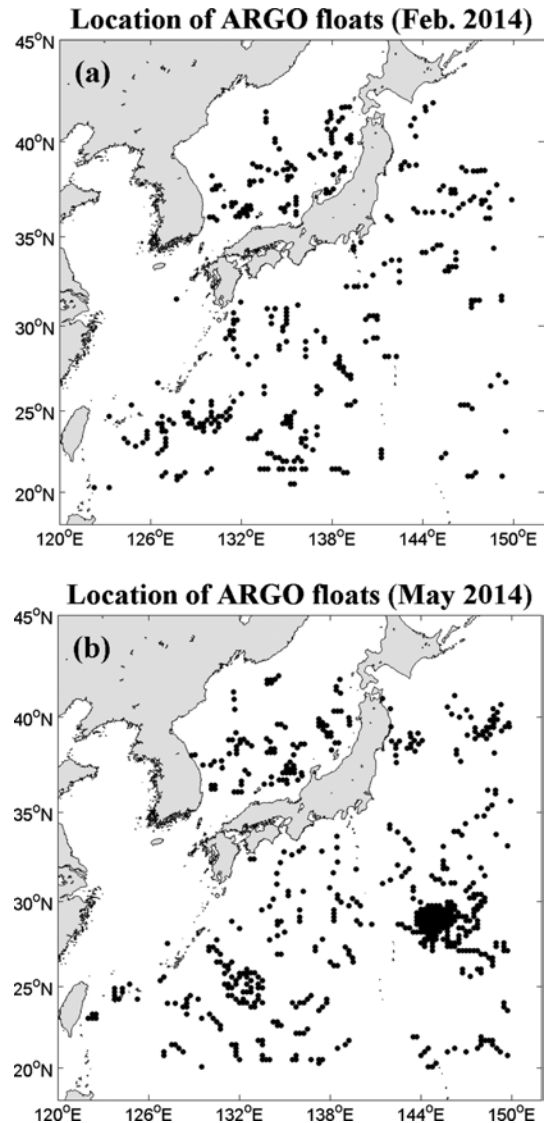 Location of ARGO floats (Feb. 2014)
45°N
(a)
40°N
35°N
30°N
25°N
20°N
120°E 126°E 132°E 138°E 144°E 150°E
Location of ARGO floats (May 2014)
45°N
(b)
40°N
35°N
30°N
25°N
20°N
120°E 126°E 132°E 138°E 144°E 150°E